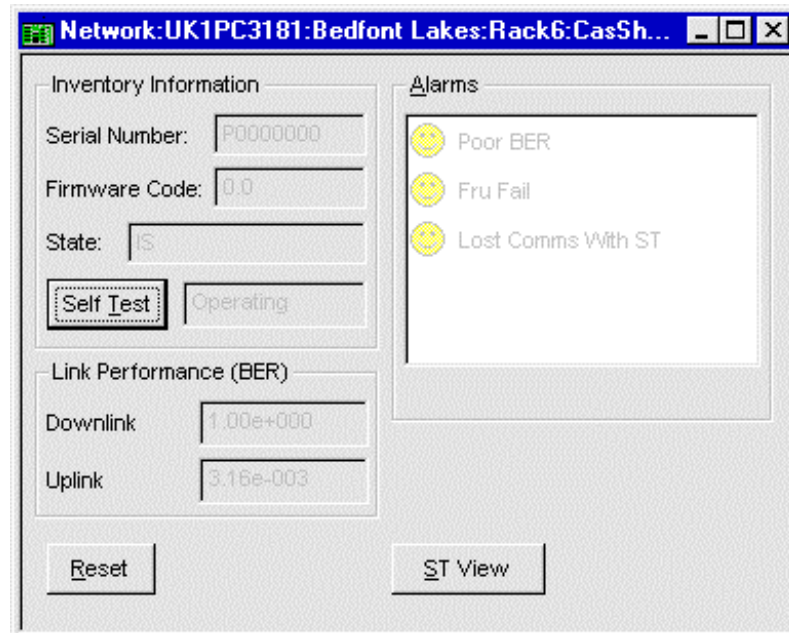 Network:UK1PC3181:Bedfont Lakes:Rack6:CasSh...
Inventory Information
Serial Number: P0000000
Firmware Code: 0.0
State: IS
Self Test Operating
Link Performance (BER)
Downlink 1.00e+000
Uplink 3.16e-003
Reset
Alarms
Poor BER
Fru Fail
Lost Comms With ST
ST View